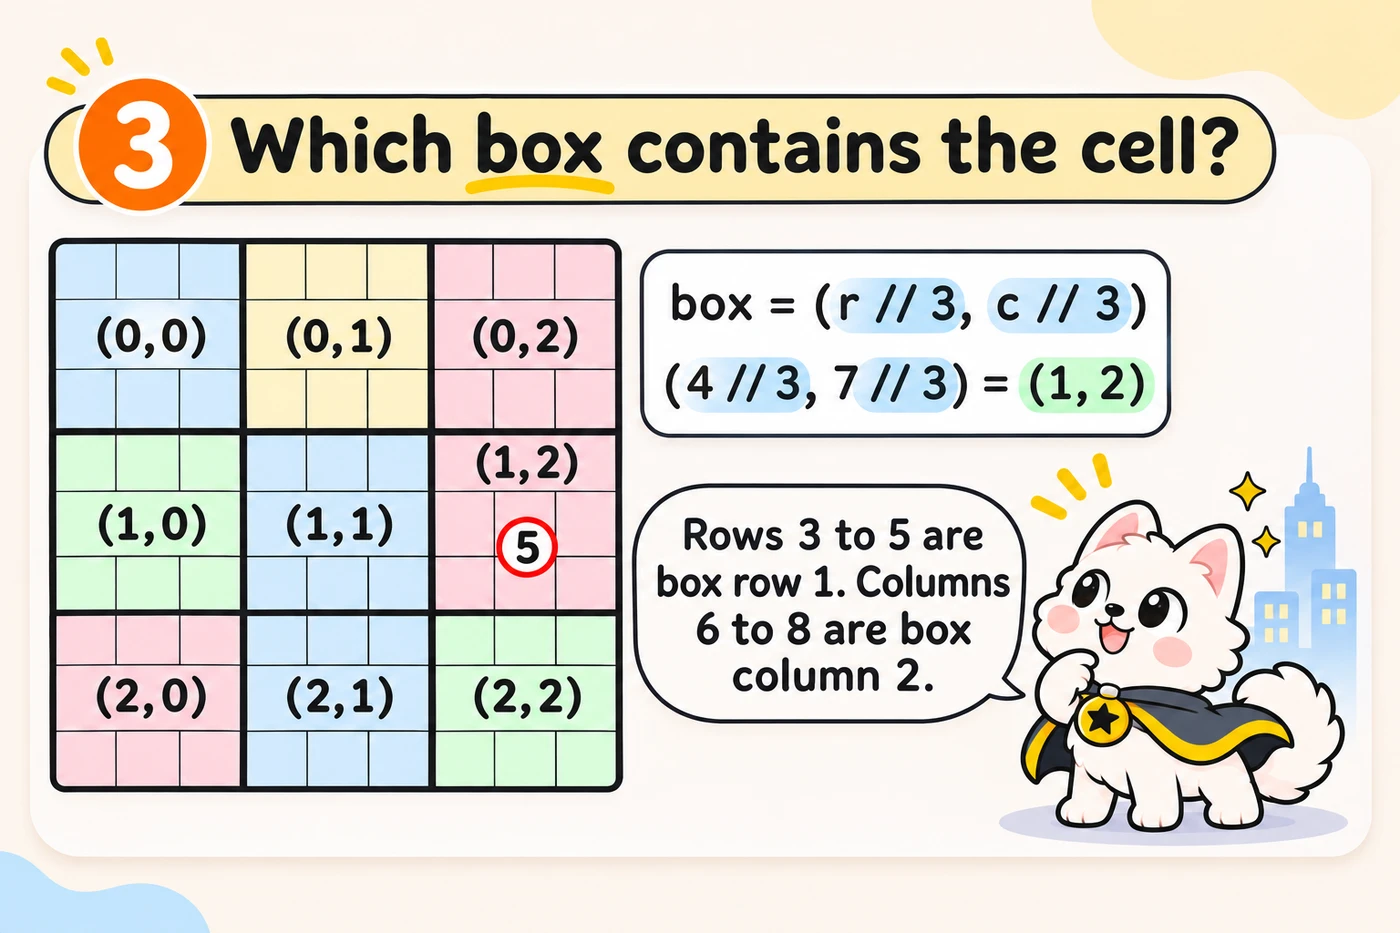 3 Which box contains the cell?
(0,0) (0,1) (0,2)
(1,2)
(1,0) (1,1)
5
(2,0) (2,1) (2,2)
box = (r // 3, c // 3)
(4 // 3, 7 // 3) = (1, 2)
Rows 3 to 5 are
box row 1. Columns
6 to 8 are box
column 2.